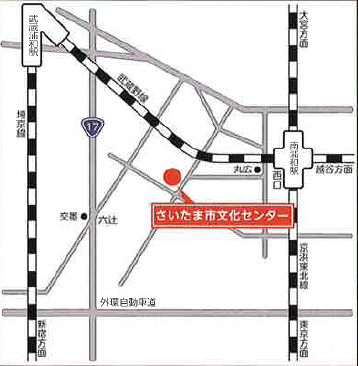 武蔵浦和駅
大宮方面
武蔵野線
埼京線
17
南浦和駅
丸広
西口
越谷方面
さいたま市文化センター
交番
六辻
京浜東北線
外環自動車道
新宿方面
東京方面